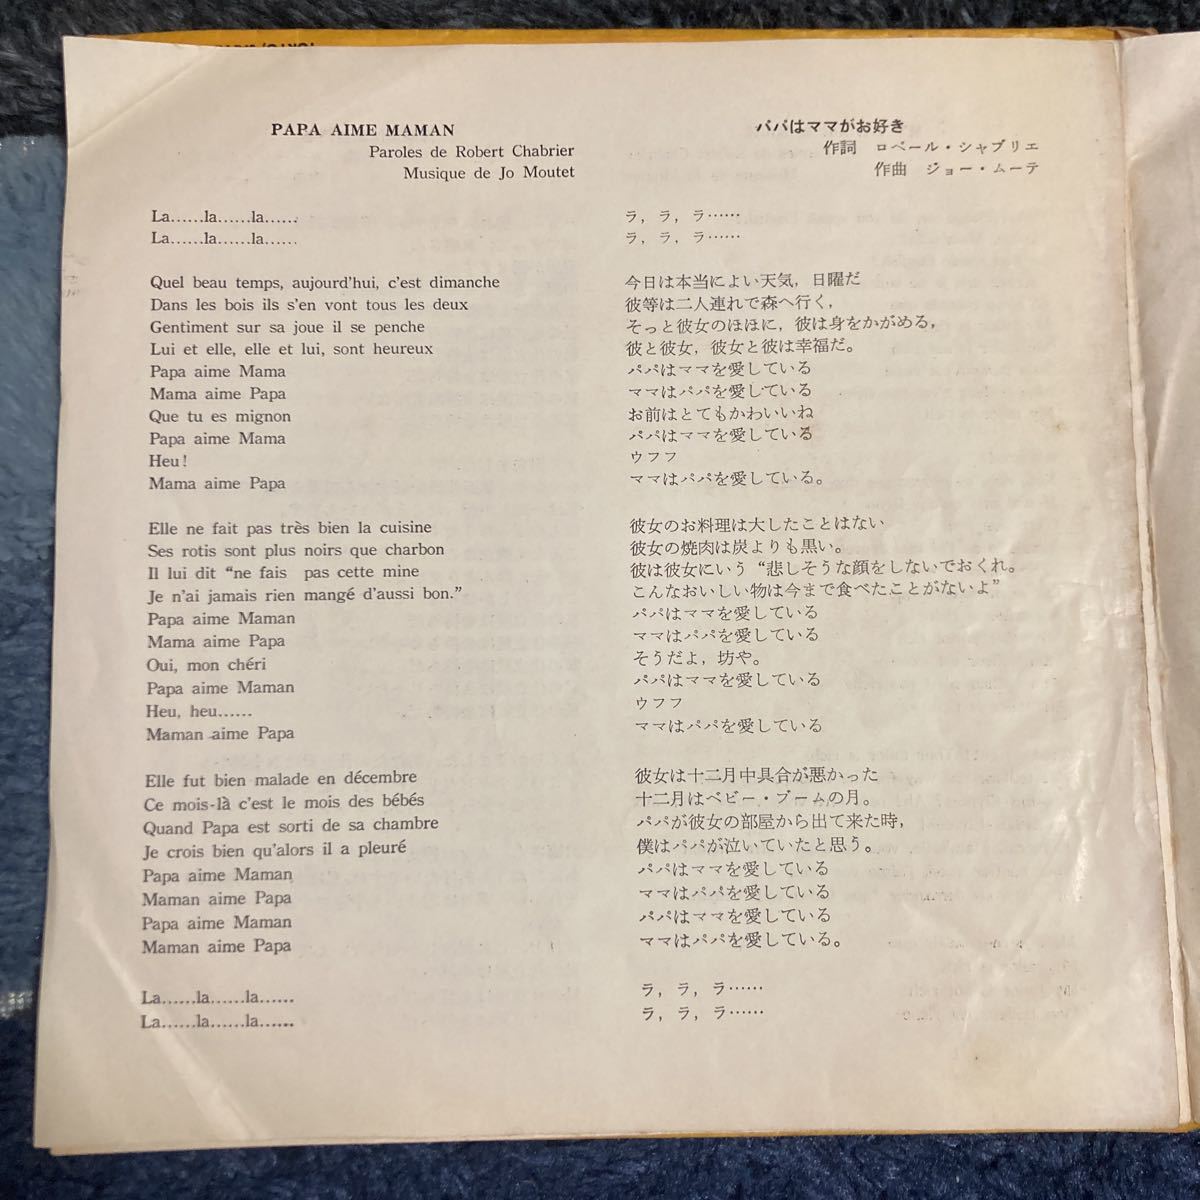 PAPA AIME MAMAN
Paroles de Robert Chabrier
Musique de Jo Moutet
La......la......la......
La......la......la......
Quel beau temps, aujourd'hui, c'est dimanche
Dans les bois ils s'en vont tous les deux
Gentiment sur sa joue il se penche
Lui et elle, elle et lui, sont heureux
Papa aime Mama
Mama aime Papa
Que tu es mignon
Papa aime Mama
Heu!
Mama aime Papa
Elle ne fait pas très bien la cuisine
Ses rotis sont plus noirs que charbon
Il lui dit “ne fais pas cette mine
Je n'ai jamais rien mangé d'aussi bon.”
Papa aime Maman
Mama aime Papa
Oui, mon chéri
Papa aime Maman
Heu, heu......
Maman aime Papa
Elle fut bien malade en décembre
Ce mois-là c'est le mois des bébés
Quand Papa est sorti de sa chambre
Je crois bien qu'alors il a pleuré
Papa aime Maman
Maman aime Papa
Papa aime Maman
Maman aime Papa
La......la......la......
La......la......la......
パパはママがお好き
作詞 ロベール・シャブリエ
作曲 ジョー・ムーテ
ラ，ラ，ラ……
ラ，ラ，ラ……
今日は本当によい天気，日曜だ
彼等は二人連れで森へ行く，
そっと彼女のほほに，彼は身をかがめる，
彼と彼女，彼女と彼は幸福だ。
パパはママを愛している
ママはパパを愛している
お前はとてもかわいいね
パパはママを愛している
ウフフ
ママはパパを愛している。
彼女のお料理は大したことはない
彼女の焼肉は炭よりも黒い。
彼は彼女にいう“悲しそうな顔をしないでおくれ。
こんなおいしい物は今まで食べたことがないよ”
パパはママを愛している
ママはパパを愛している
そうだよ，坊や。
パパはママを愛している
ウフフ
ママはパパを愛している
彼女は十二月中具合が悪かった
十二月はベビー・ブームの月。
パパが彼女の部屋から出て来た時，
僕はパパが泣いていたと思う。
パパはママを愛している
ママはパパを愛している
パパはママを愛している
ママはパパを愛している。
ラ，ラ，ラ……
ラ，ラ，ラ……